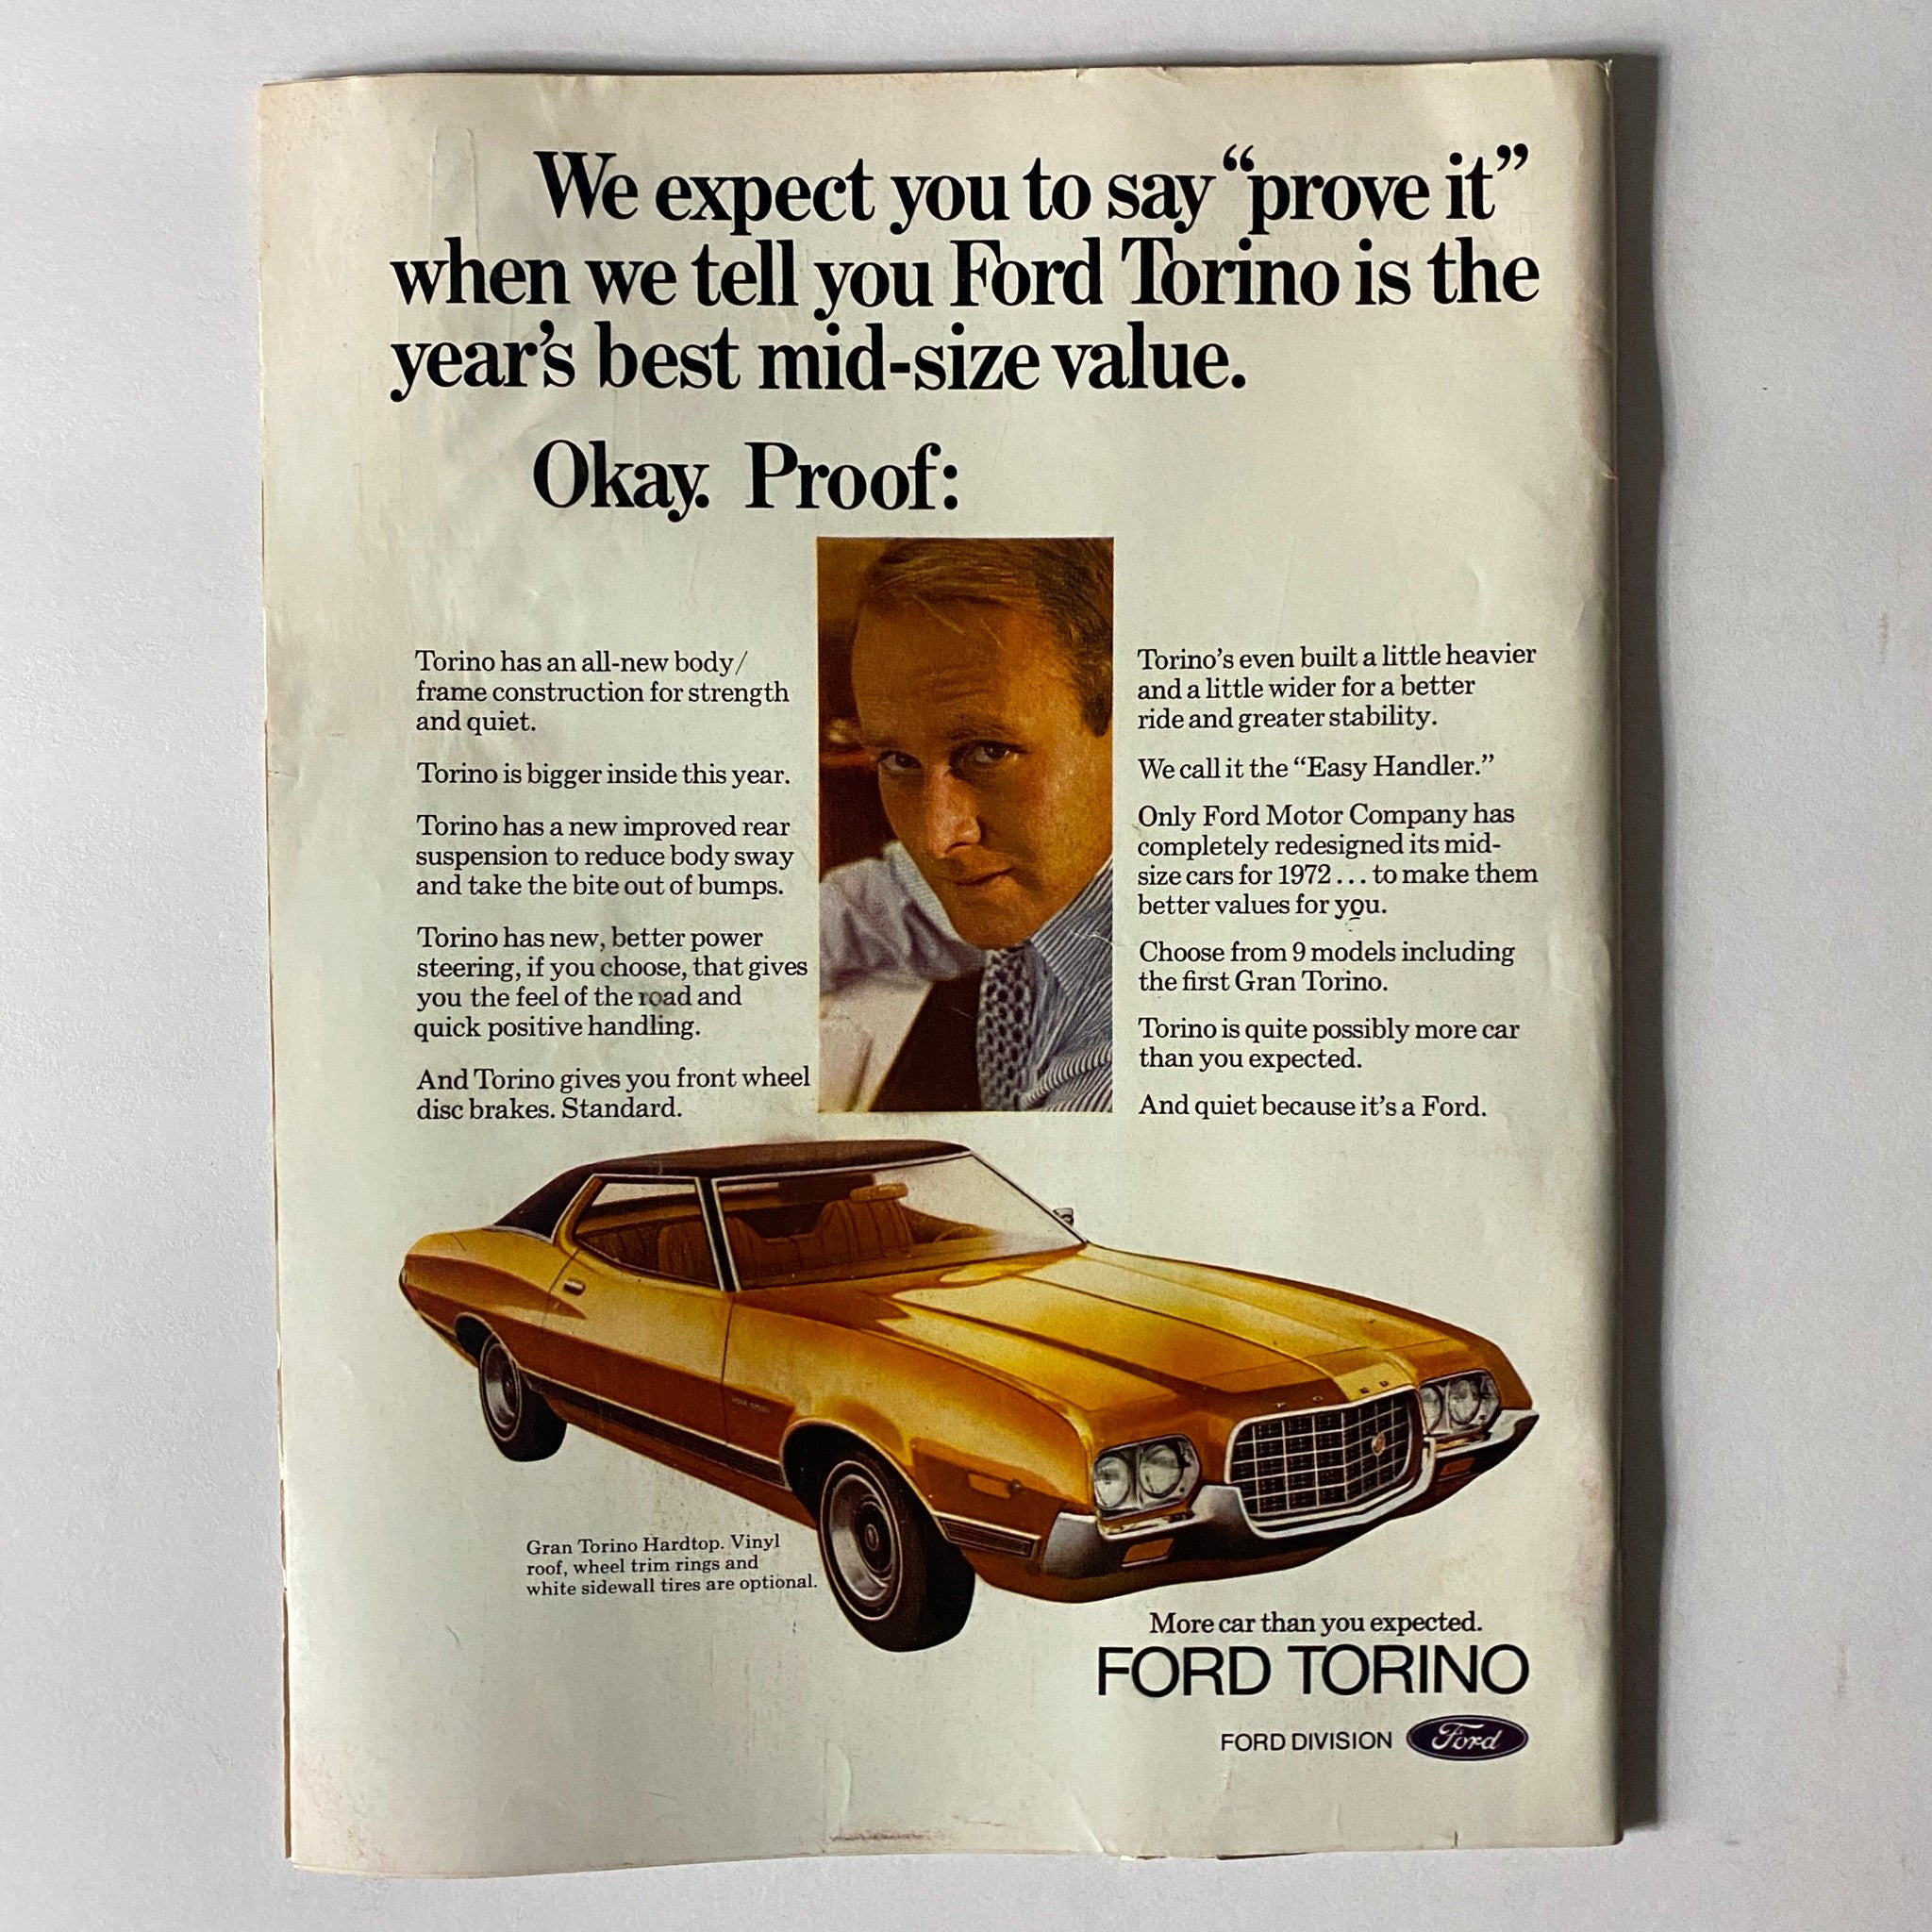 We expect you to say “prove it”
when we tell you Ford Torino is the
year’s best mid-size value.
Okay. Proof:
Torino has an all-new body/
frame construction for strength
and quiet.
Torino is bigger inside this year.
Torino has a new improved rear
suspension to reduce body sway
and take the bite out of bumps.
Torino has new, better power
steering, if you choose, that gives
you the feel of the road and
quick positive handling.
And Torino gives you front wheel
disc brakes. Standard.
Torino’s even built a little heavier
and a little wider for a better
ride and greater stability.
We call it the “Easy Handler.”
Only Ford Motor Company has
completely redesigned its mid-
size cars for 1972 . . . to make them
better values for you.
Choose from 9 models including
the first Gran Torino.
Torino is quite possibly more car
than you expected.
And quiet because it’s a Ford.
FORD
Gran Torino Hardtop. Vinyl
roof, wheel trim rings and
white sidewall tires are optional.
More car than you expected.
FORD TORINO
FORD DIVISION Ford